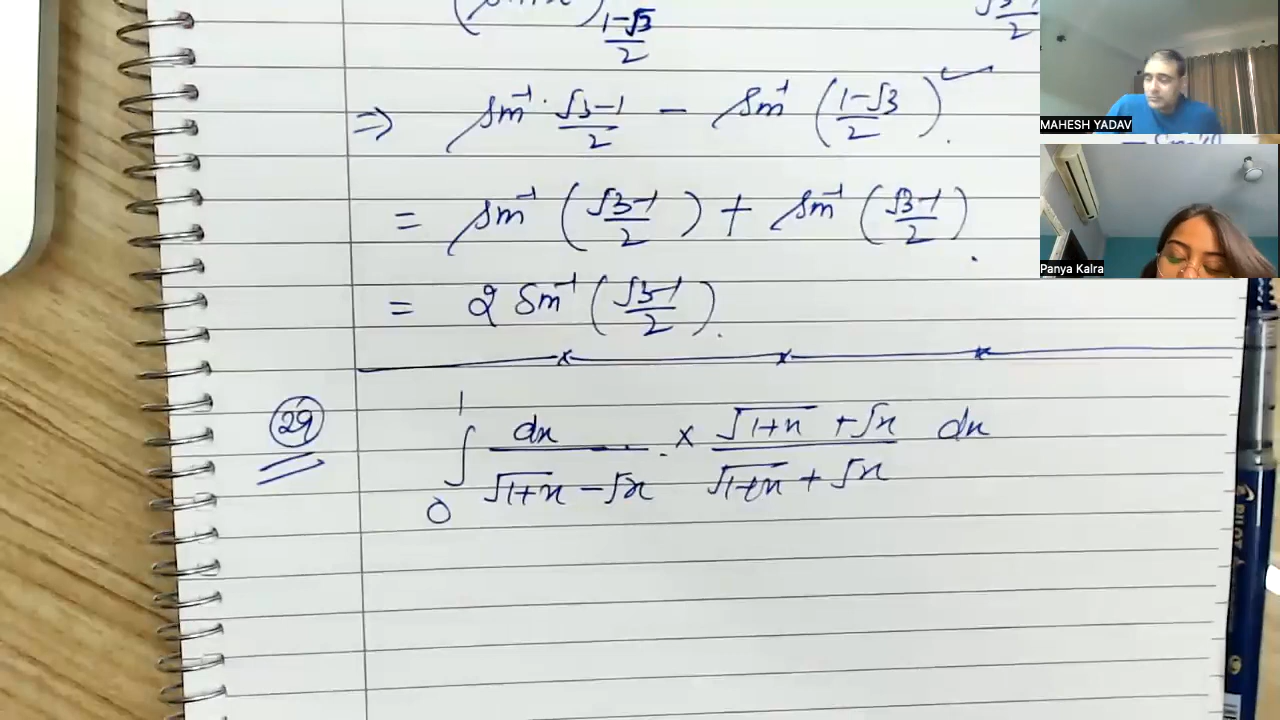 1-√3/2
⇒ Sin⁻¹ √3-1/2 - Sin⁻¹ (1-√3/2).
= Sin⁻¹ (√3-1/2) + Sin⁻¹ (√3-1/2).
= 2 Sin⁻¹ (√3-1/2).
29 ∫₀¹ dx/√1+x - √x × √1+x + √x/√1+x + √x dx
MAHESH YADAV
Panya Kalra
PILOT